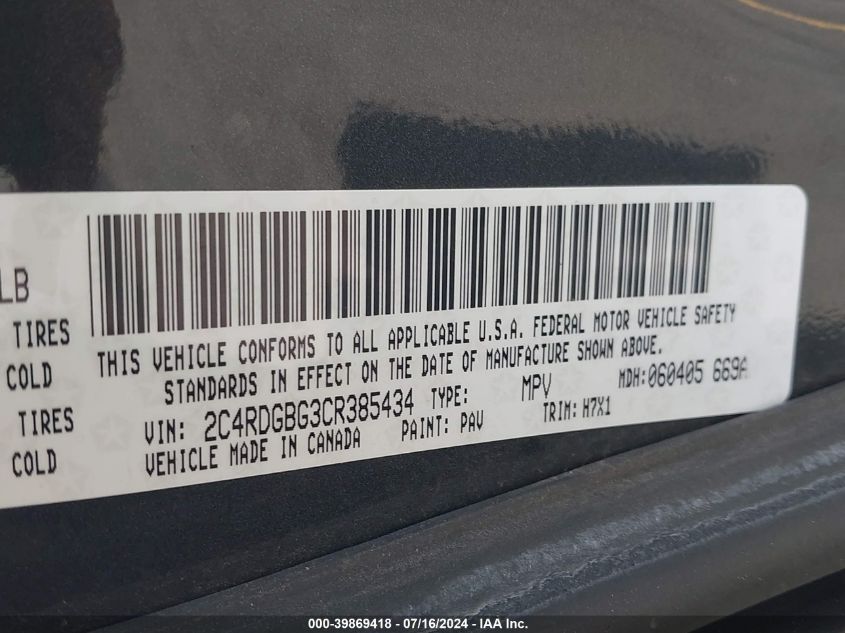 LB
TIRES
COLD
TIRES
COLD
THIS VEHICLE CONFORMS TO ALL APPLICABLE U.S.A. FEDERAL MOTOR VEHICLE SAFETY
STANDARDS IN EFFECT ON THE DATE OF MANUFACTURE SHOWN ABOVE.
VIN: 2C4RDGBG3CR385434 TYPE: MPV MDH:060405 669A
VEHICLE MADE IN CANADA PAINT: PAV TRIM: H7X1
000-39869418 - 07/16/2024 - IAA Inc.